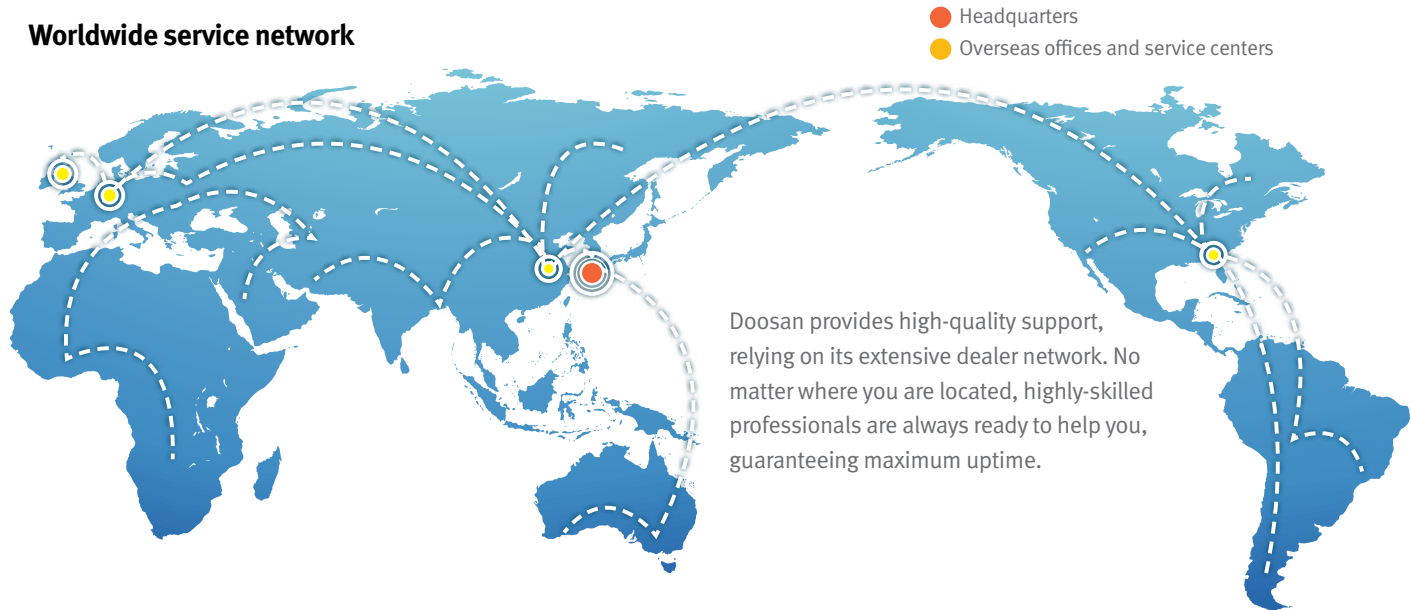 Worldwide service network
Headquarters
Overseas offices and service centers
Doosan provides high-quality support,
relying on its extensive dealer network. No
matter where you are located, highly-skilled
professionals are always ready to help you,
guaranteeing maximum uptime.